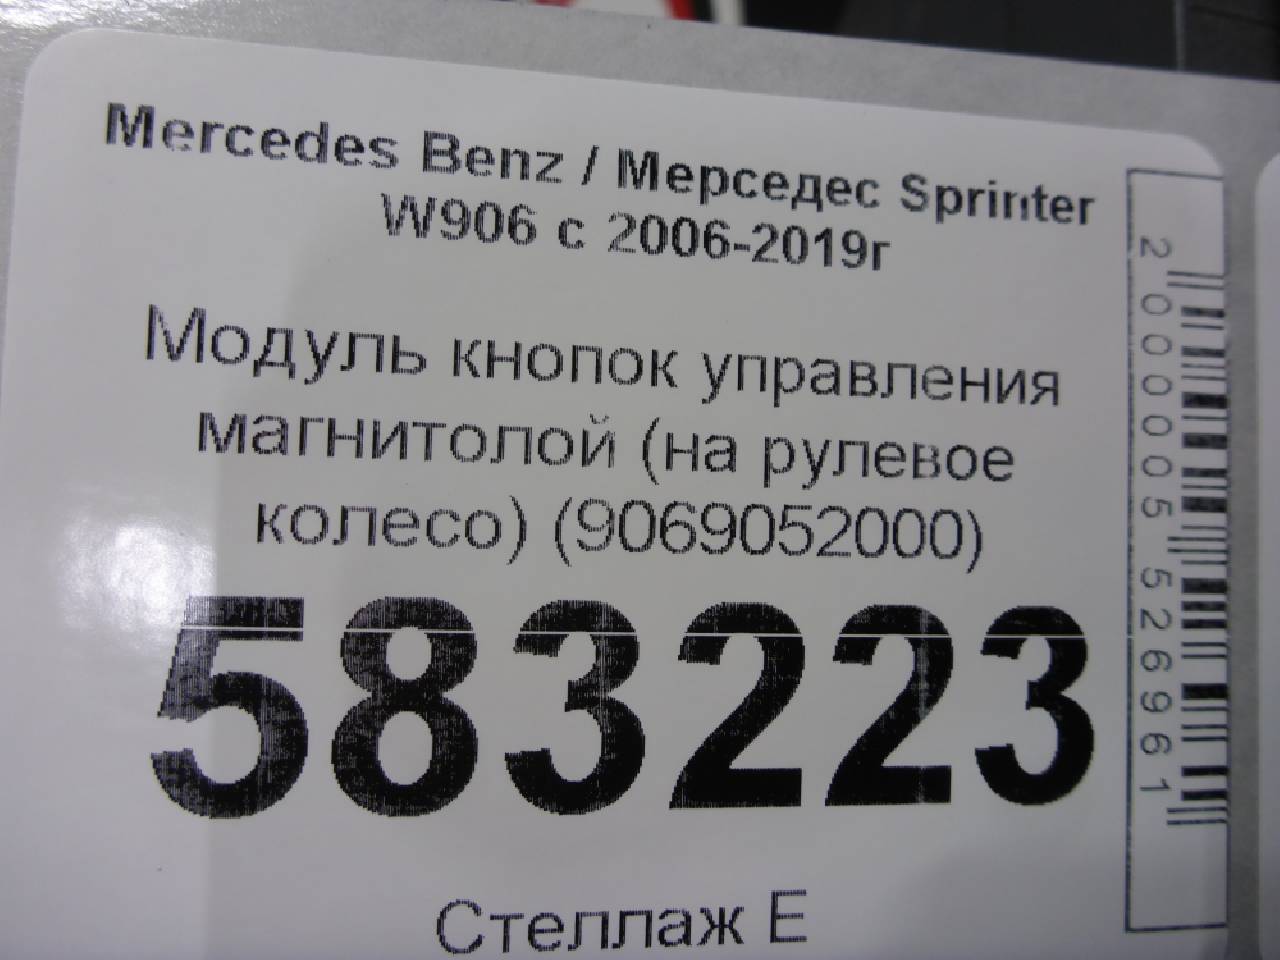 Mercedes Benz / Мерседес Sprinter
W906 с 2006-2019г
Модуль кнопок управления
магнитолой (на рулевое
колесо) (9069052000)
583223
Стеллаж Е
2000005526961